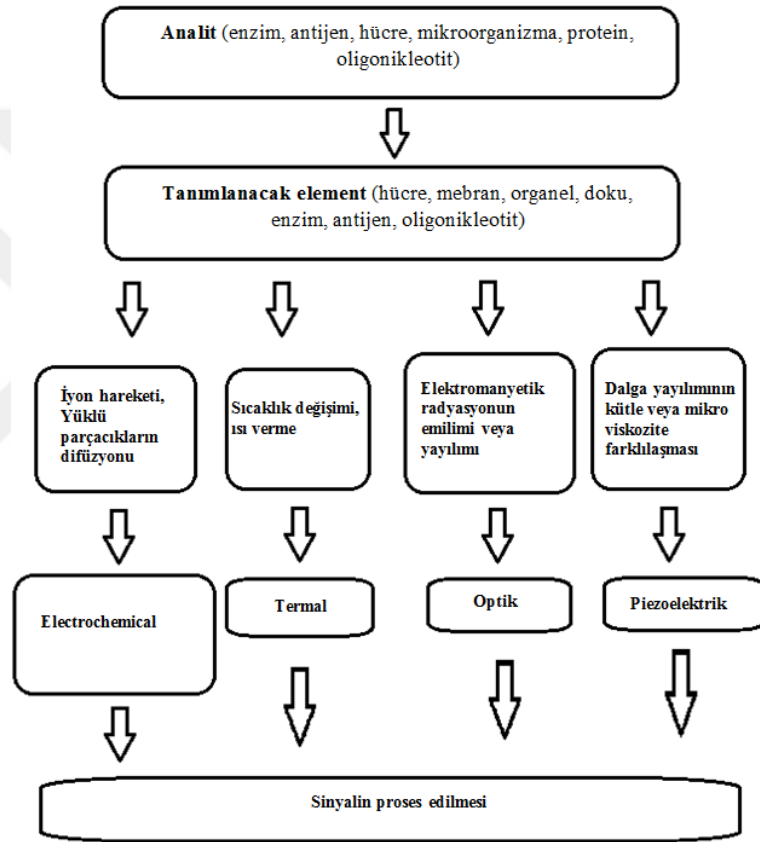 Analit (enzim, antijen, hücre, mikroorganizma, protein,
oligonikleotit)
Tanımlanacak element (hücre, mebran, organel, doku,
enzim, antijen, oligonikleotit)
İyon hareketi,
Yüklü
parçacıkların
difüzyonu
Sıcaklık değişimi,
ısı verme
Elektromanyetik
radyasyonun
emilimi veya
yayılımı
Dalga yayılımının
kütle veya mikro
viskozite
farklılaşması
Electrochemical
Termal
Optik
Piezoelektrik
Sinyalin proses edilmesi